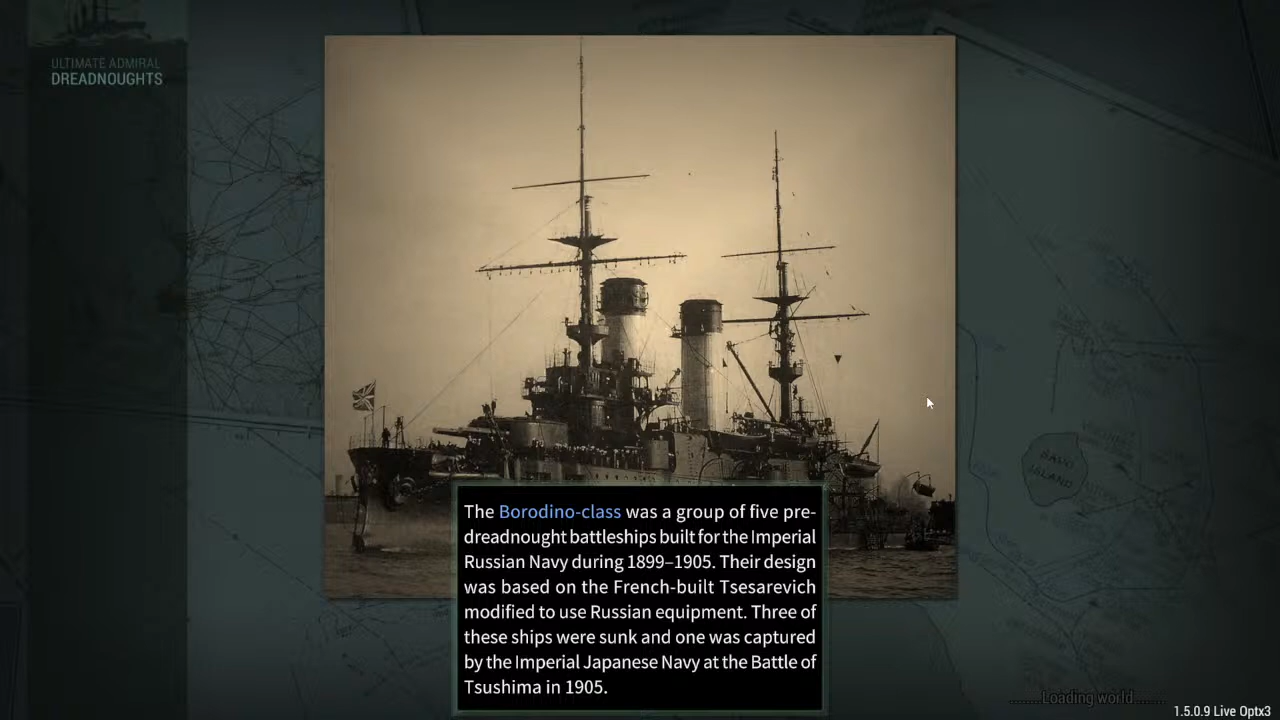 ULTIMATE ADMIRAL
DREADNOUGHTS
SAVO
ISLAND
The Borodino-class was a group of five pre-
dreadnought battleships built for the Imperial
Russian Navy during 1899–1905. Their design
was based on the French-built Tsesarevich
modified to use Russian equipment. Three of
these ships were sunk and one was captured
by the Imperial Japanese Navy at the Battle of
Tsushima in 1905.
........Loading world........
1.5.0.9 Live Optx3